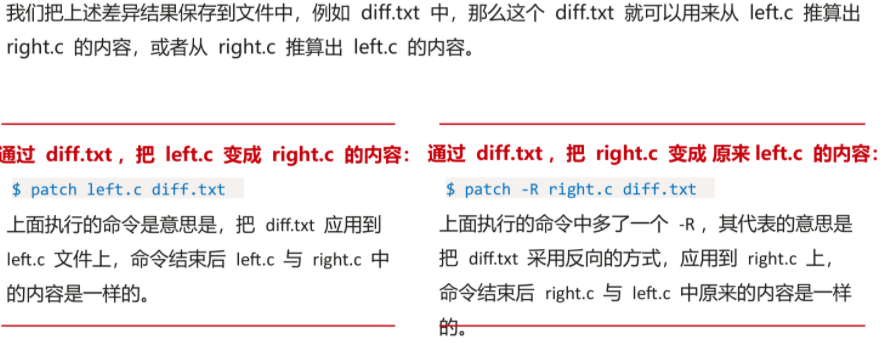 我们把上述差异结果保存到文件中，例如 diff.txt 中，那么这个 diff.txt 就可以用来从 left.c 推算出
right.c 的内容，或者从 right.c 推算出 left.c 的内容。
通过 diff.txt，把 left.c 变成 right.c 的内容：
$ patch left.c diff.txt
上面执行的命令是意思是，把 diff.txt 应用到
left.c 文件上，命令结束后 left.c 与 right.c 中
的内容是一样的。
通过 diff.txt，把 right.c 变成 原来 left.c 的内容：
$ patch -R right.c diff.txt
上面执行的命令中多了一个 -R ，其代表的意思是
把 diff.txt 采用反向的方式，应用到 right.c 上，
命令结束后 right.c 与 left.c 中原来的内容是一样
的。